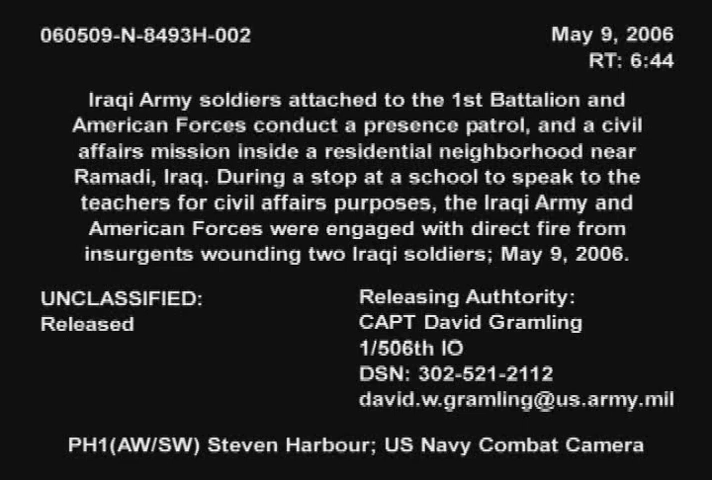 060509-N-8493H-002
May 9, 2006
RT: 6:44
Iraqi Army soldiers attached to the 1st Battalion and
American Forces conduct a presence patrol, and a civil
affairs mission inside a residential neighborhood near
Ramadi, Iraq. During a stop at a school to speak to the
teachers for civil affairs purposes, the Iraqi Army and
American Forces were engaged with direct fire from
insurgents wounding two Iraqi soldiers; May 9, 2006.
UNCLASSIFIED:
Released
Releasing Authtority:
CAPT David Gramling
1/506th IO
DSN: 302-521-2112
david.w.gramling@us.army.mil
PH1(AW/SW) Steven Harbour; US Navy Combat Camera